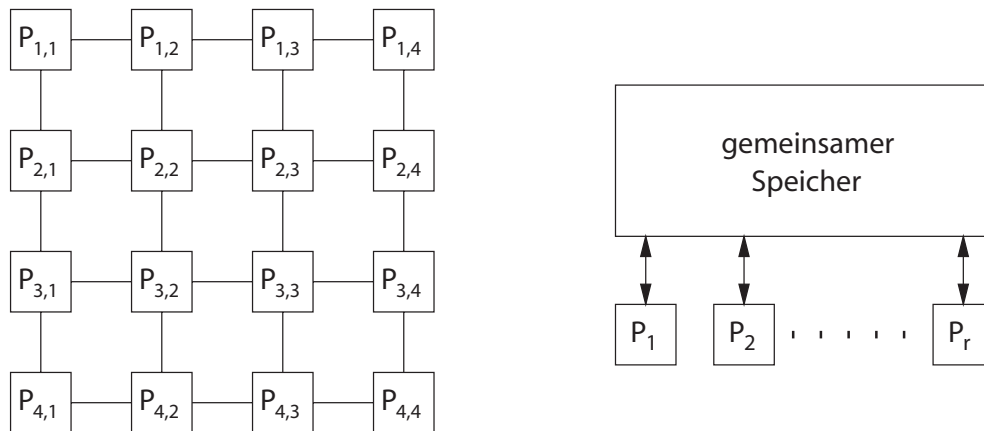 P1,1 P1,2 P1,3 P1,4
P2,1 P2,2 P2,3 P2,4
P3,1 P3,2 P3,3 P3,4
P4,1 P4,2 P4,3 P4,4
gemeinsamer
Speicher
P1 P2 Pr